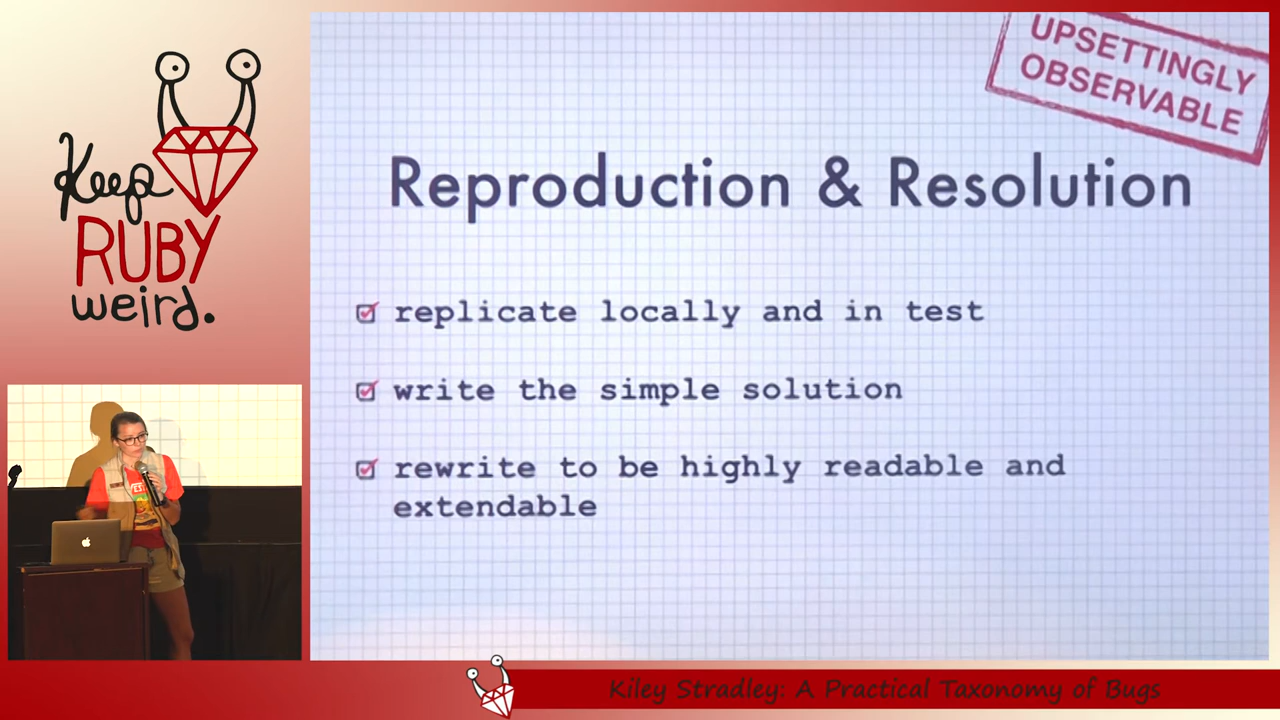 Keep
RUBY
weird.
UPSETTINGLY
OBSERVABLE
Reproduction & Resolution
replicate locally and in test
write the simple solution
rewrite to be highly readable and
extendable
Kiley Stradley: A Practical Taxonomy of Bugs